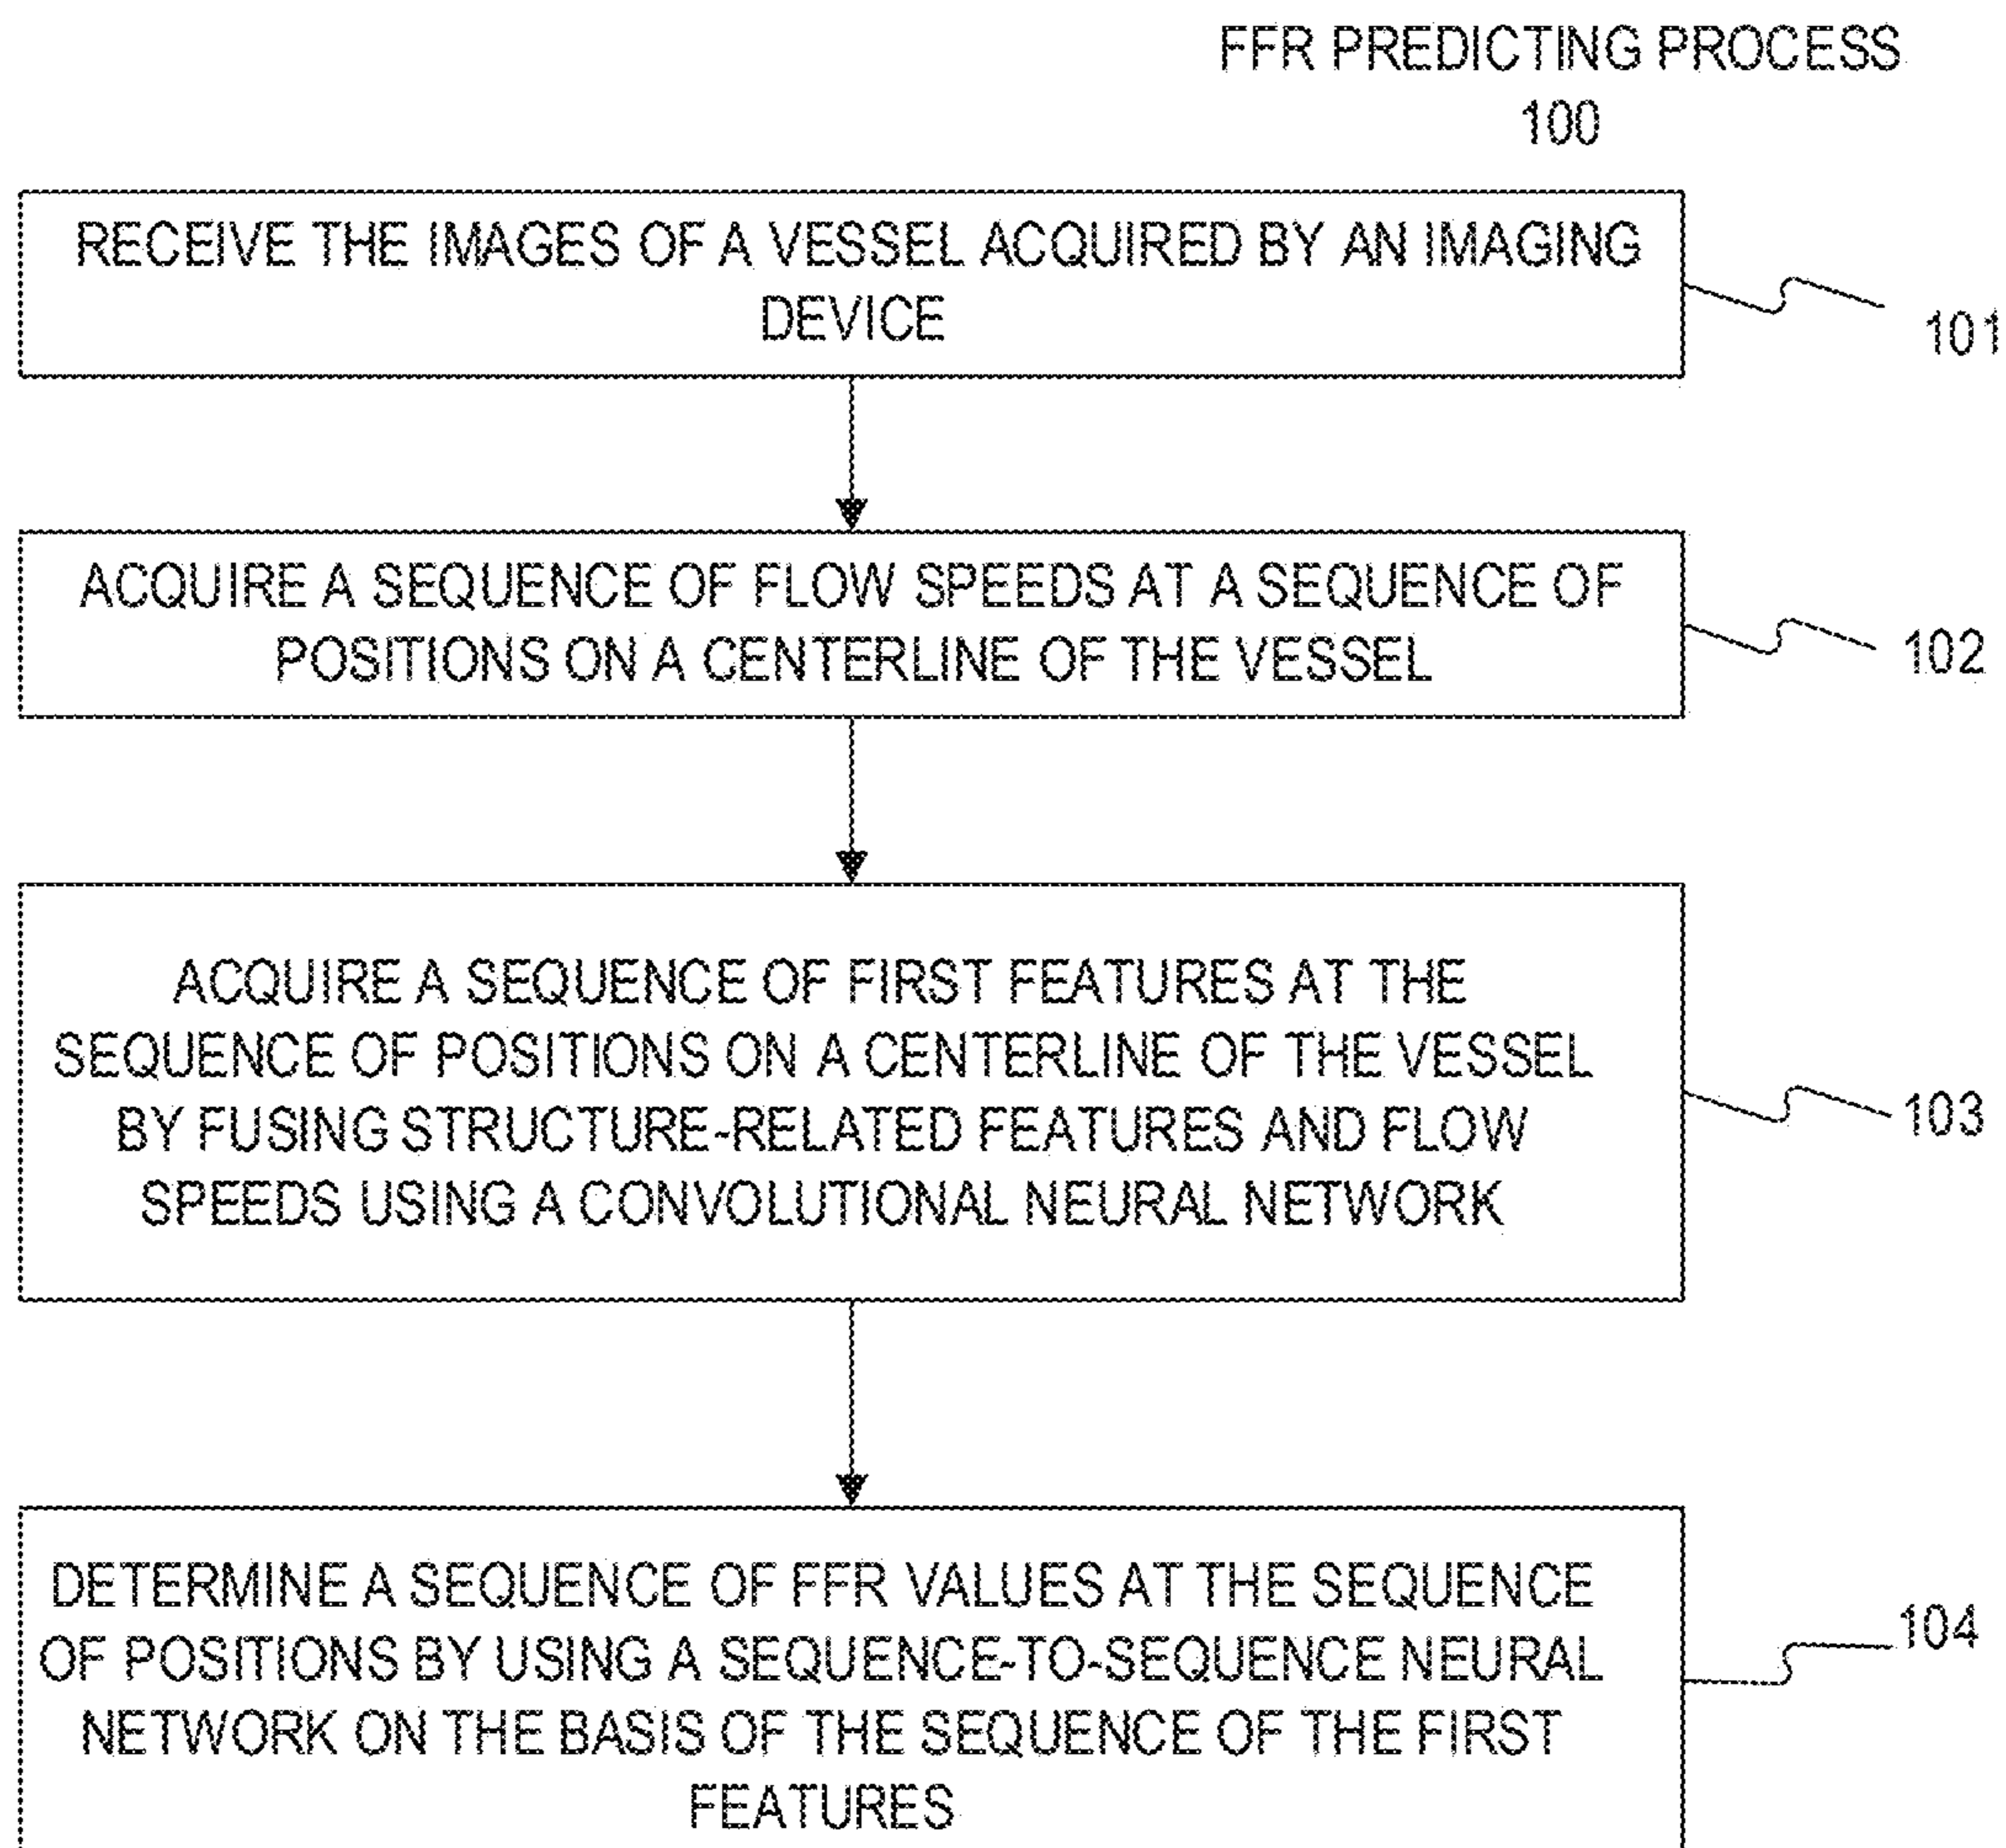 FFR PREDICTING PROCESS
100
RECEIVE THE IMAGES OF A VESSEL ACQUIRED BY AN IMAGING
DEVICE
101
ACQUIRE A SEQUENCE OF FLOW SPEEDS AT A SEQUENCE OF
POSITIONS ON A CENTERLINE OF THE VESSEL
102
ACQUIRE A SEQUENCE OF FIRST FEATURES AT THE
SEQUENCE OF POSITIONS ON A CENTERLINE OF THE VESSEL
BY FUSING STRUCTURE-RELATED FEATURES AND FLOW
SPEEDS USING A CONVOLUTIONAL NEURAL NETWORK
103
DETERMINE A SEQUENCE OF FFR VALUES AT THE SEQUENCE
OF POSITIONS BY USING A SEQUENCE-TO-SEQUENCE NEURAL
NETWORK ON THE BASIS OF THE SEQUENCE OF THE FIRST
FEATURES
104